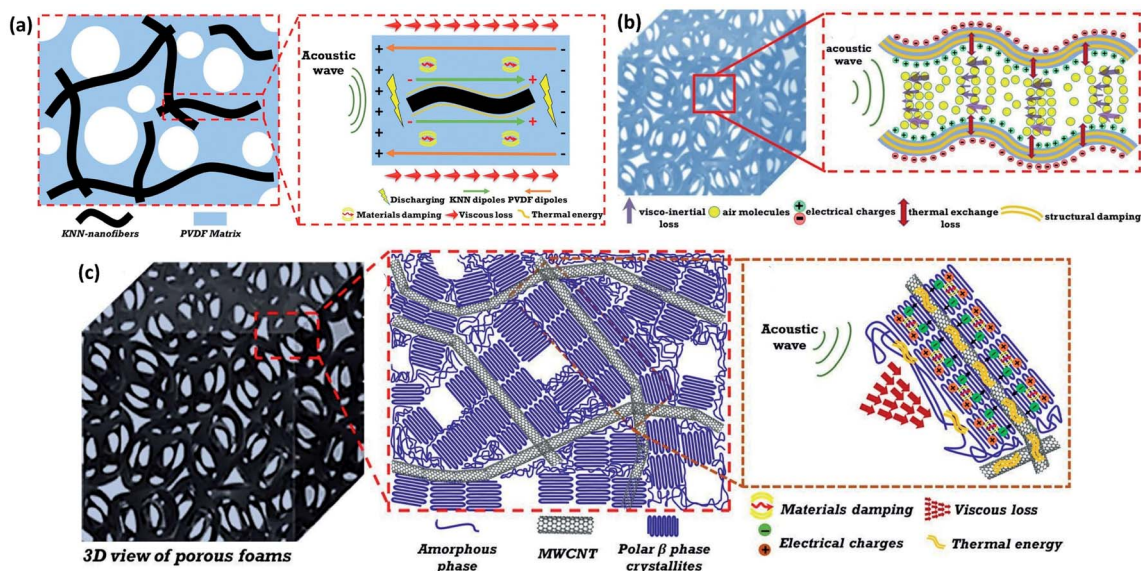 (a)
Acoustic
wave
Discharging KNN dipoles PVDF dipoles
Materials damping Viscous loss Thermal energy
KNN-nanofibers
PVDF Matrix
(b)
acoustic
wave
acoustic
wave
visco-inertial
loss
air molecules
electrical charges
thermal exchange
loss
structural damping
(c)
3D view of porous foams
Amorphous
phase
MWCNT
Polar β phase
crystallites
Acoustic
wave
Materials damping
Viscous loss
Electrical charges
Thermal energy